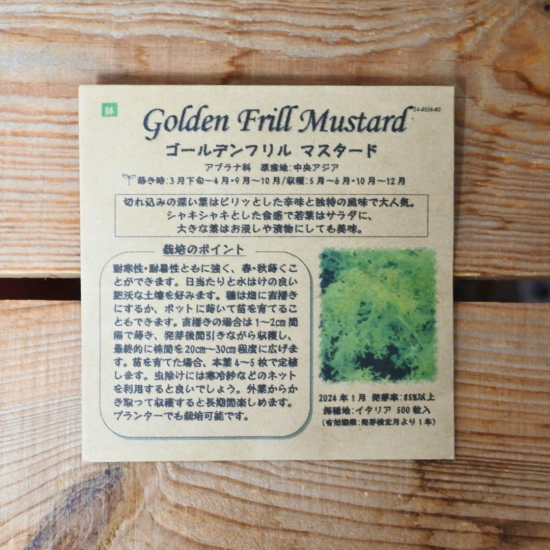 鉢
Golden Frill Mustard
24-0116-02
ゴールデンフリル マスタード
アブラナ科 原産地:中央アジア
蒔き時:3月下旬〜4月・9月〜10月/収穫:5月〜6月・10月〜12月
切れ込みの深い葉はピリッとした辛味と独特の風味で大人気。
シャキシャキとした食感で若葉はサラダに、
大きな葉はお浸しや漬物にしても美味。
栽培のポイント
耐寒性・耐暑性ともに強く、春・秋蒔くこ
とができます。日当たりと水はけの良い
肥沃な土壌を好みます。種は畑に直播き
にするか、ポットに蒔いて苗を育てるこ
ともできます。直播きの場合は1〜2cm間
隔で蒔き、発芽後間引きながら収穫し、
最終的に株間を20cm〜30cm程度に広げま
す。苗を育てた場合、本葉4〜5枚で定植
します。虫除けには寒冷紗などのネット
を利用すると良いでしょう。外葉からか
き取って収穫すると長期間楽しめます。
プランターでも栽培可能です。
2024年1月 発芽率:85%以上
採種地:イタリア 500粒入
(有効期限:発芽検定月より1年)